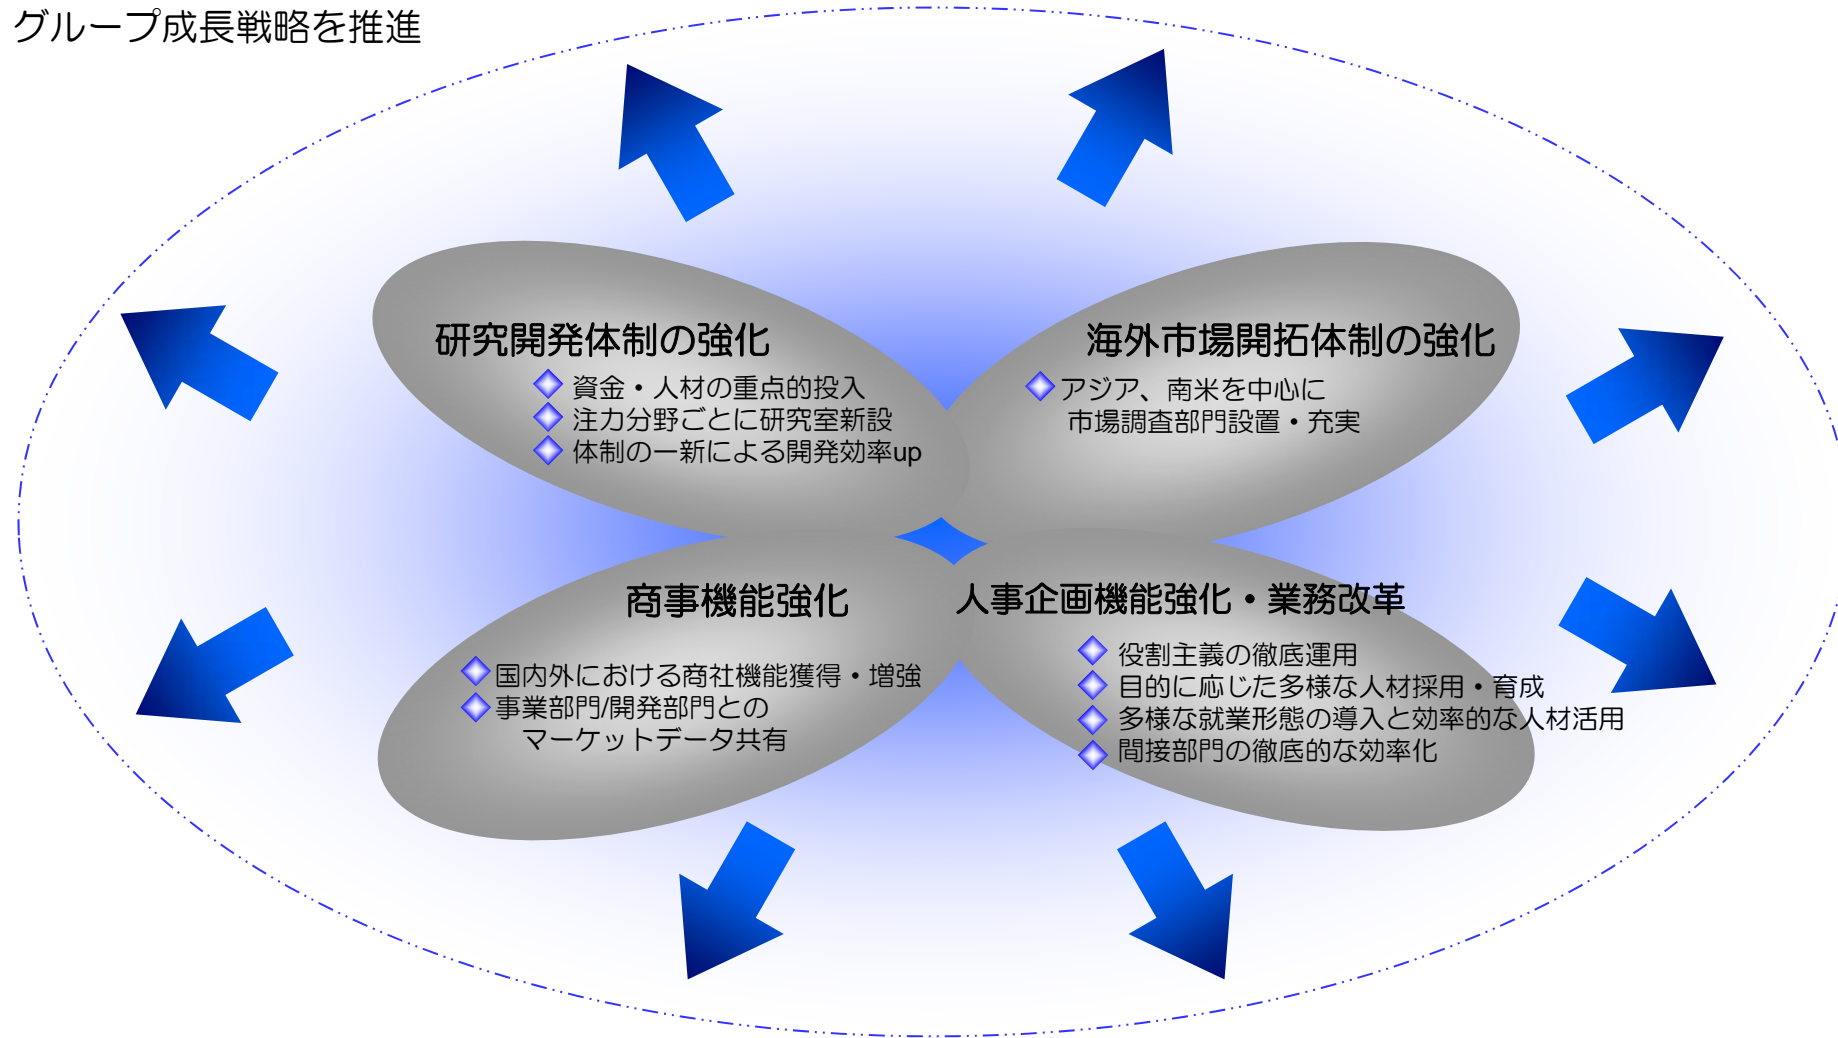 グループ成長戦略を推進
研究開発体制の強化
資金・人材の重点的投入
注力分野ごとに研究室新設
体制の一新による開発効率up
海外市場開拓体制の強化
アジア、南米を中心に
市場調査部門設置・充実
商事機能強化
国内外における商社機能獲得・増強
事業部門/開発部門との
マーケットデータ共有
人事企画機能強化・業務改革
役割主義の徹底運用
目的に応じた多様な人材採用・育成
多様な就業形態の導入と効率的な人材活用
間接部門の徹底的な効率化